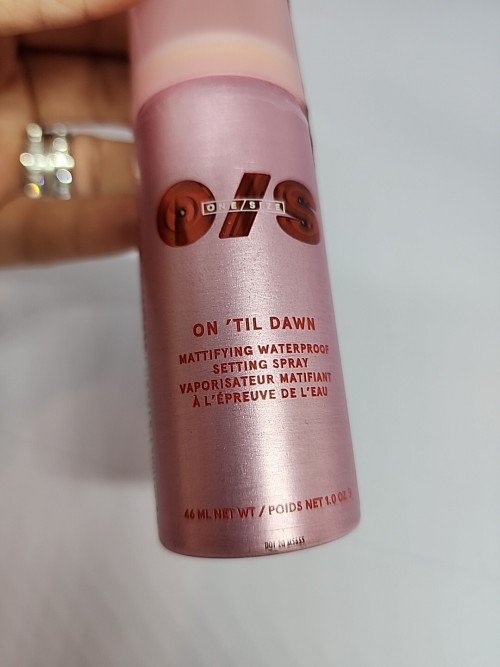 O/S
ONE/SIZE
ON 'TIL DAWN
MATTIFYING WATERPROOF
SETTING SPRAY
VAPORISATEUR MATIFIANT
À L'ÉPREUVE DE L'EAU
46 ML NET WT / POIDS NET 1.0 OZ